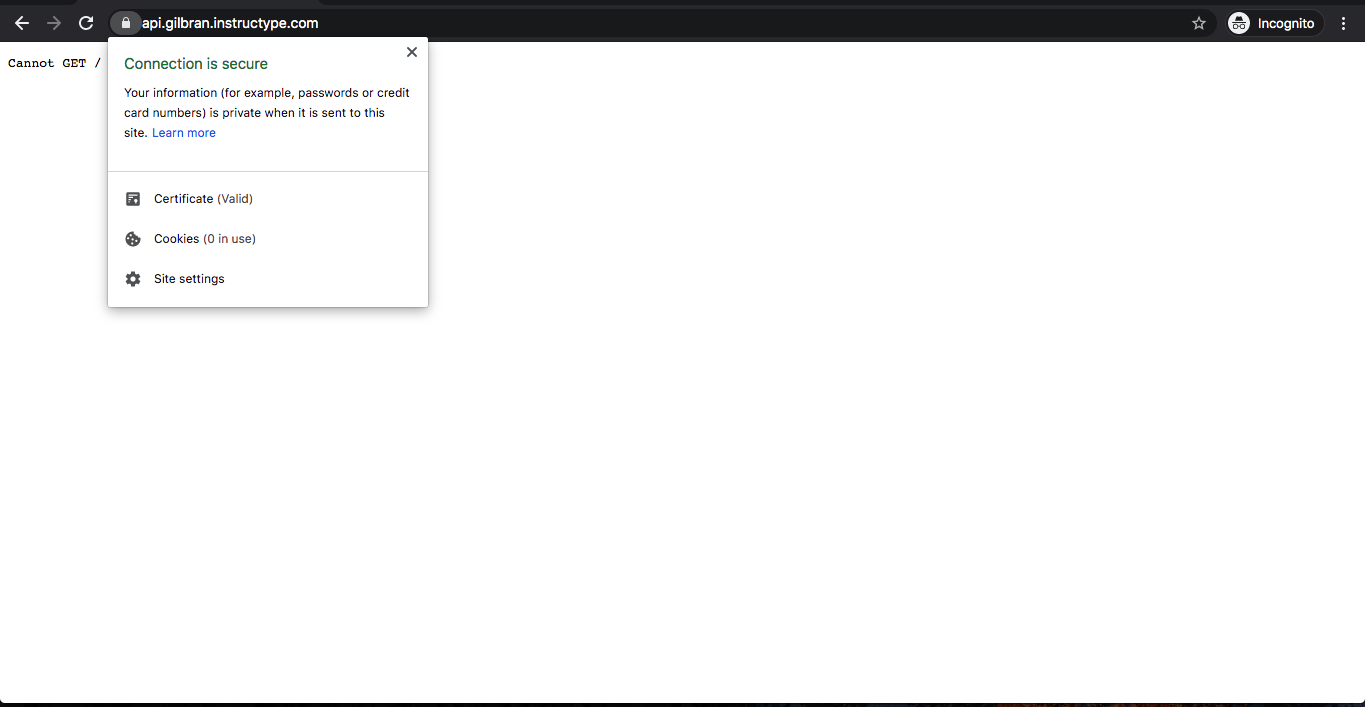 api.gilbran.instructype.com
Incognito
Cannot GET /
Connection is secure
Your information (for example, passwords or credit
card numbers) is private when it is sent to this
site. Learn more
Certificate (Valid)
Cookies (0 in use)
Site settings